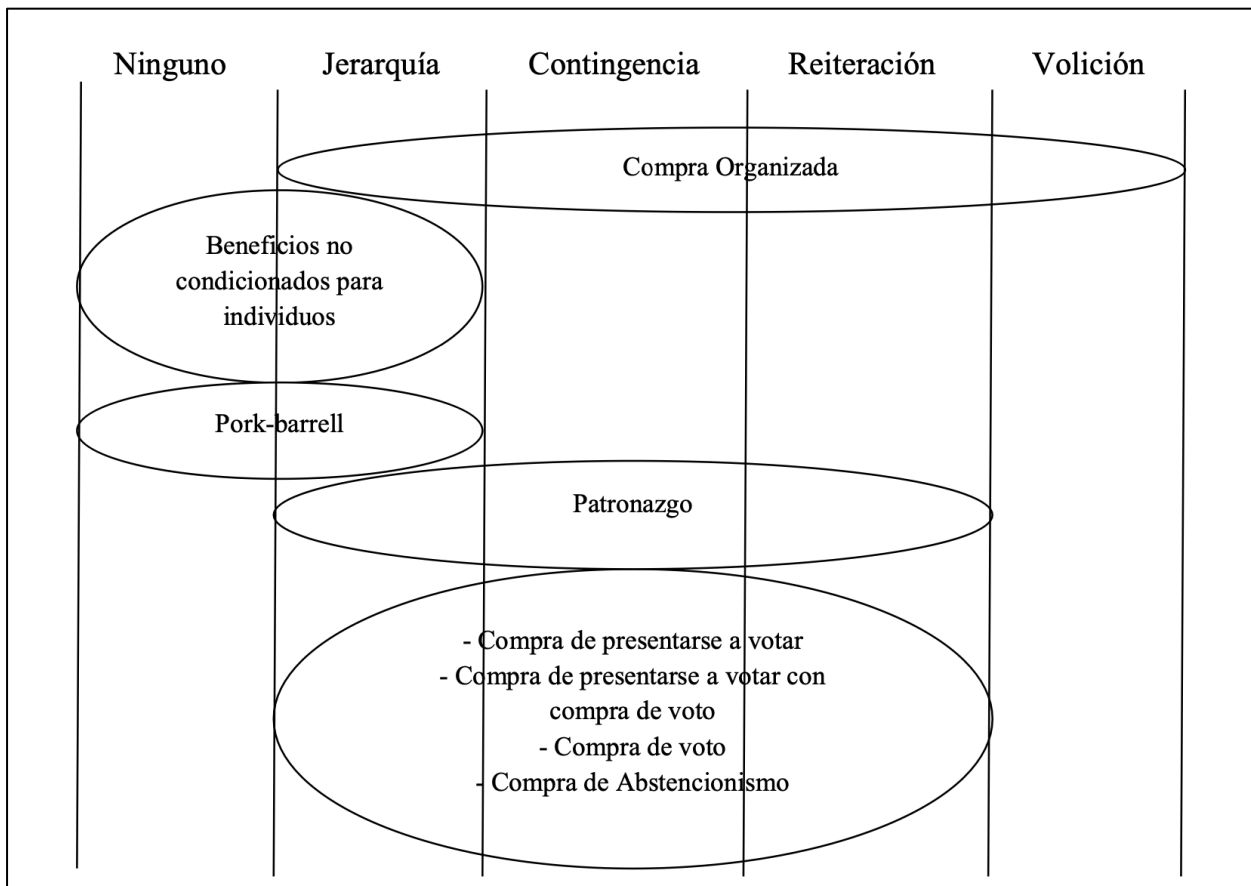 Ninguno Jerarquía Contingencia Reiteración Volición
Compra Organizada
Beneficios no
condicionados para
individuos
Pork-barrell
Patronazgo
- Compra de presentarse a votar
- Compra de presentarse a votar con
compra de voto
- Compra de voto
- Compra de Abstencionismo